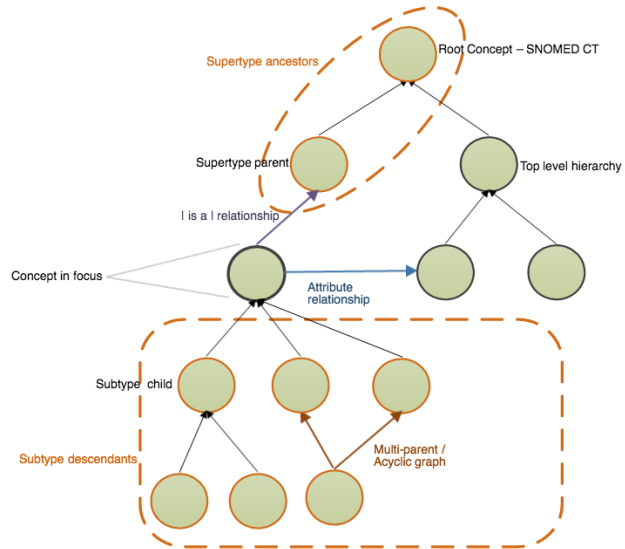 Root Concept – SNOMED CT
Supertype ancestors
Supertype parent
Top level hierarchy
I is a I relationship
Concept in focus
Attribute
relationship
Subtype child
Multi-parent /
Acyclic graph
Subtype descendants